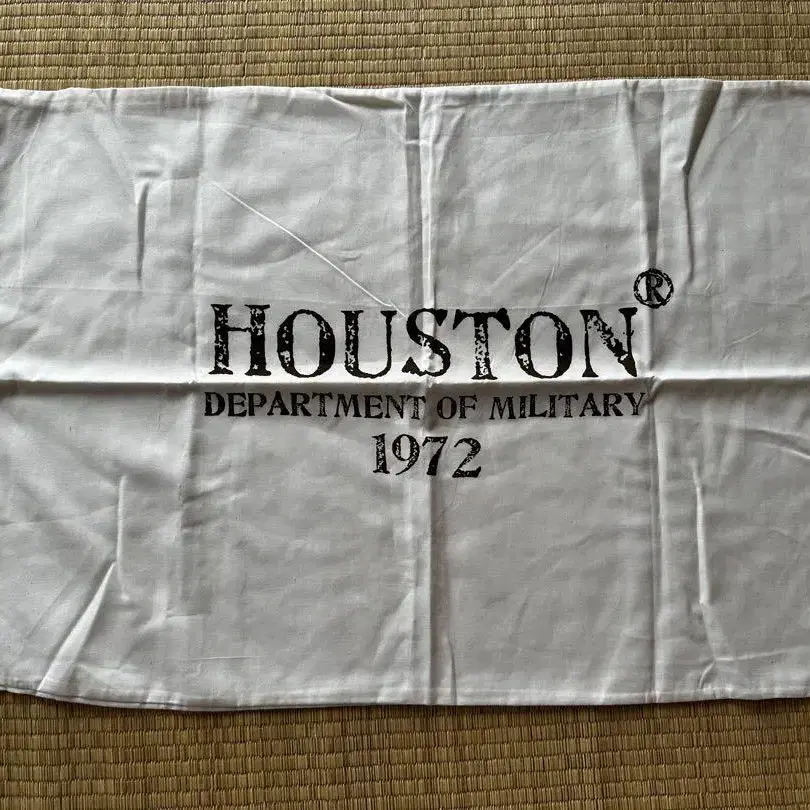 HOUSTON®
DEPARTMENT OF MILITARY
1972